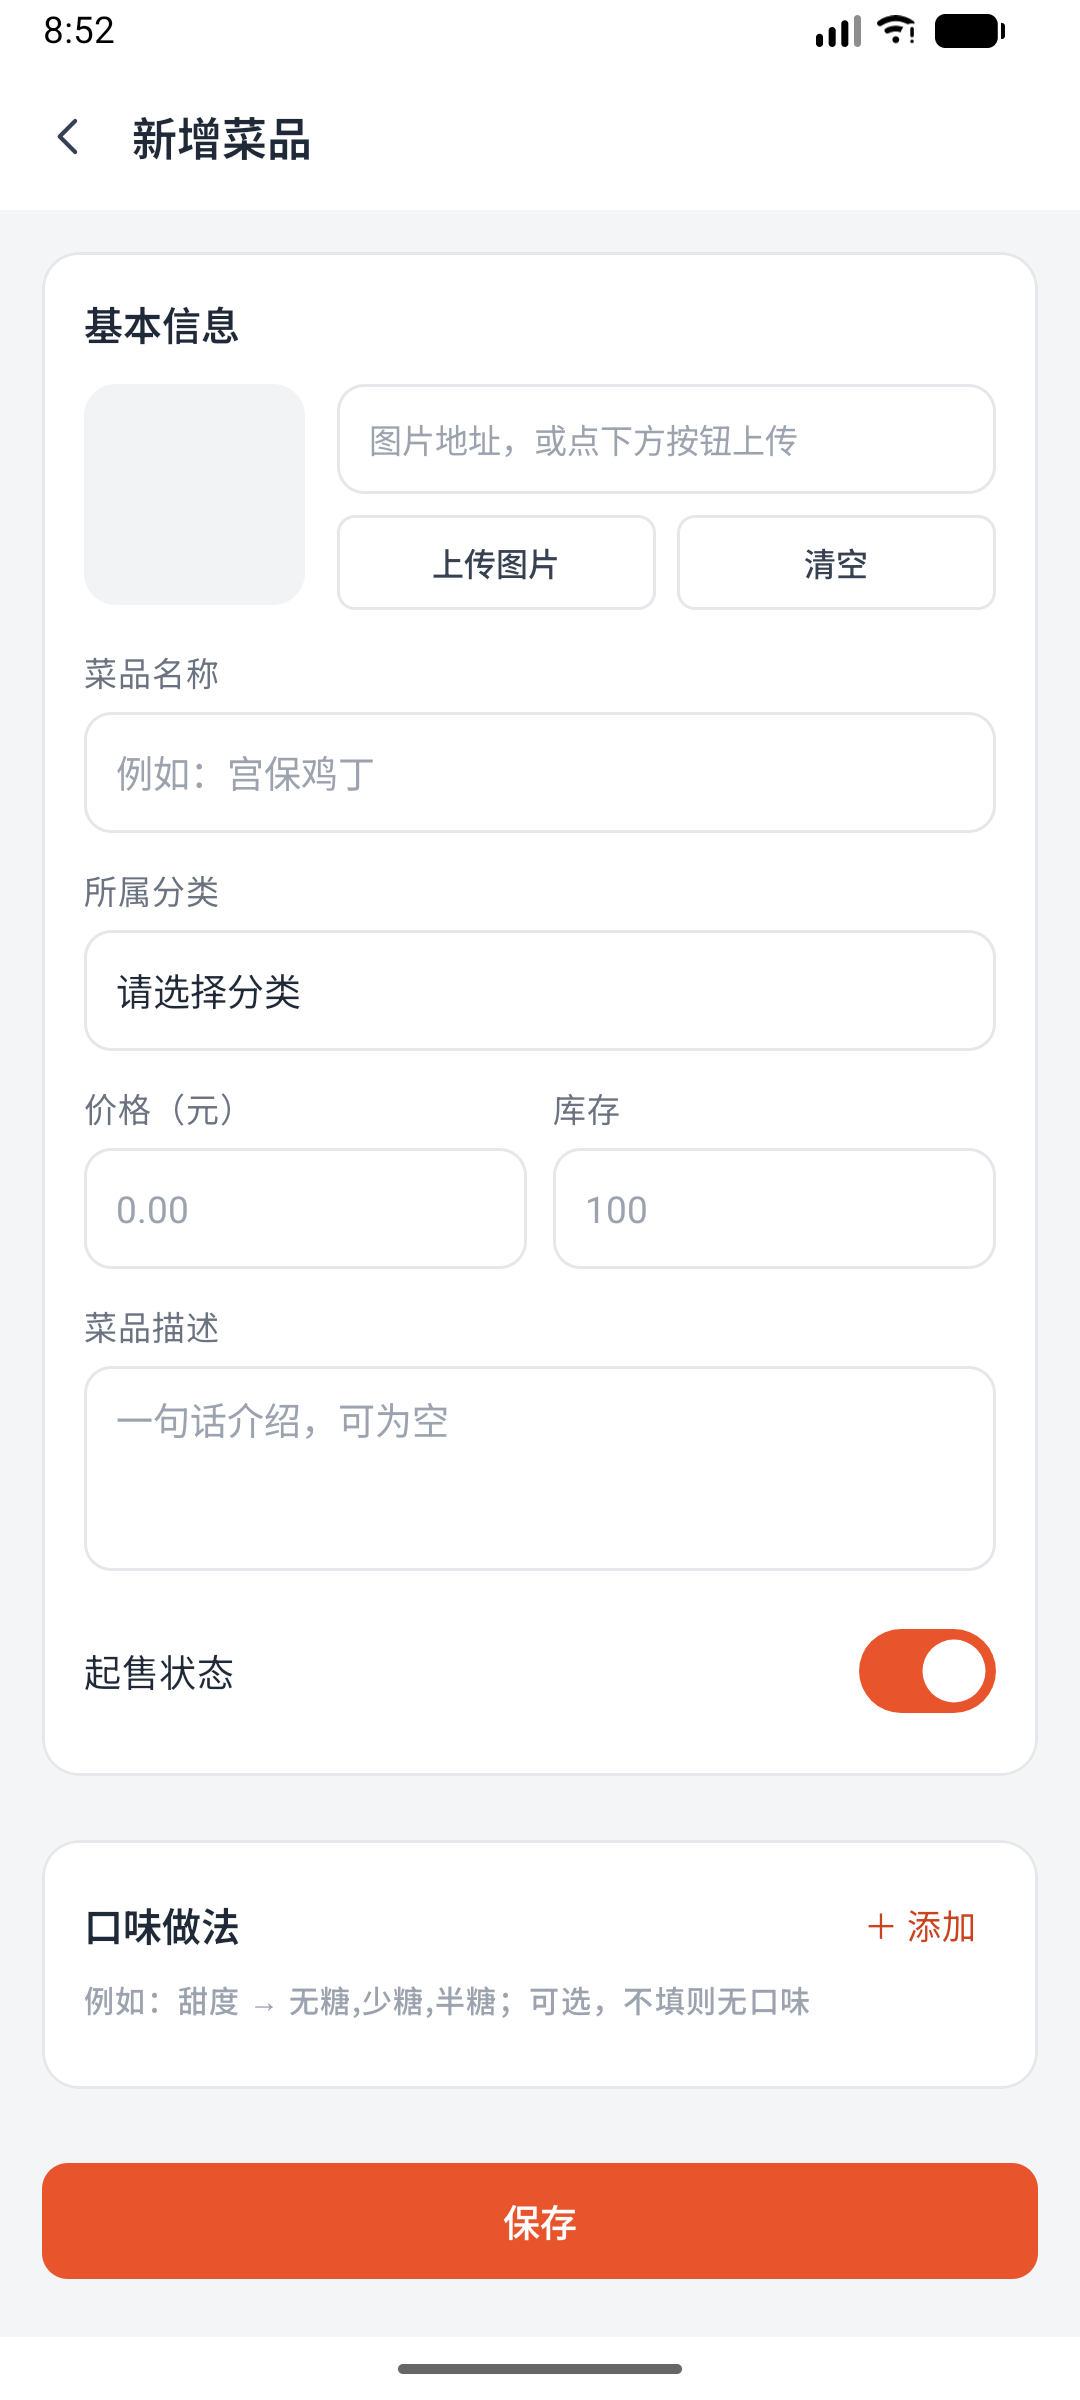 8:52
新增菜品
基本信息
图片地址，或点下方按钮上传
上传图片
清空
菜品名称
例如：宫保鸡丁
所属分类
请选择分类
价格（元）
库存
0.00
100
菜品描述
一句话介绍，可为空
起售状态
口味做法
＋ 添加
例如：甜度 → 无糖,少糖,半糖；可选，不填则无口味
保存